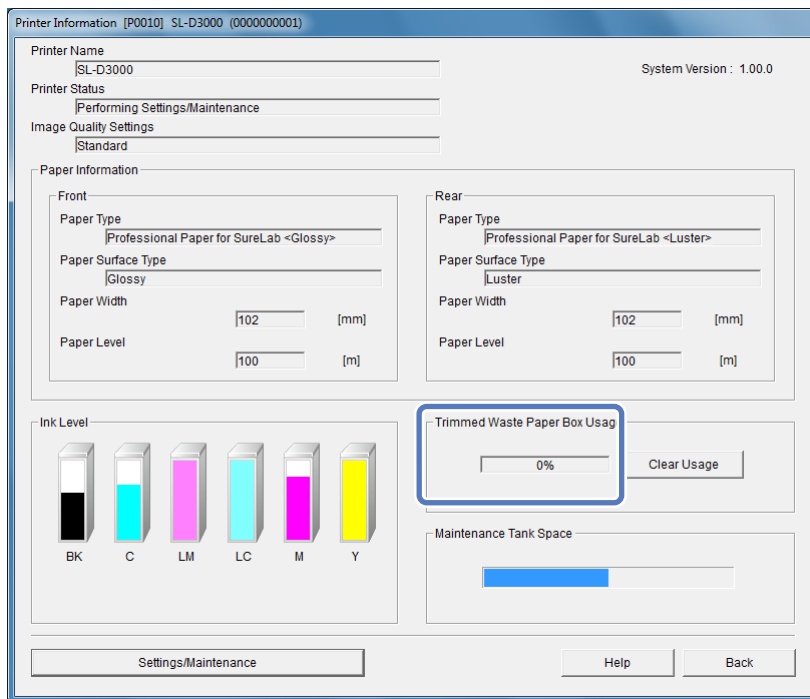 Printer Information [P0010] SL-D3000 (0000000001)
Printer Name
SL-D3000
System Version : 1.00.0
Printer Status
Performing Settings/Maintenance
Image Quality Settings
Standard
Paper Information
Front
Paper Type
Professional Paper for SureLab <Glossy>
Paper Surface Type
Glossy
Paper Width
102 [mm]
Paper Level
100 [m]
Rear
Paper Type
Professional Paper for SureLab <Luster>
Paper Surface Type
Luster
Paper Width
102 [mm]
Paper Level
100 [m]
Ink Level
BK C LM LC M Y
Trimmed Waste Paper Box Usag
0%
Clear Usage
Maintenance Tank Space
Settings/Maintenance
Help
Back